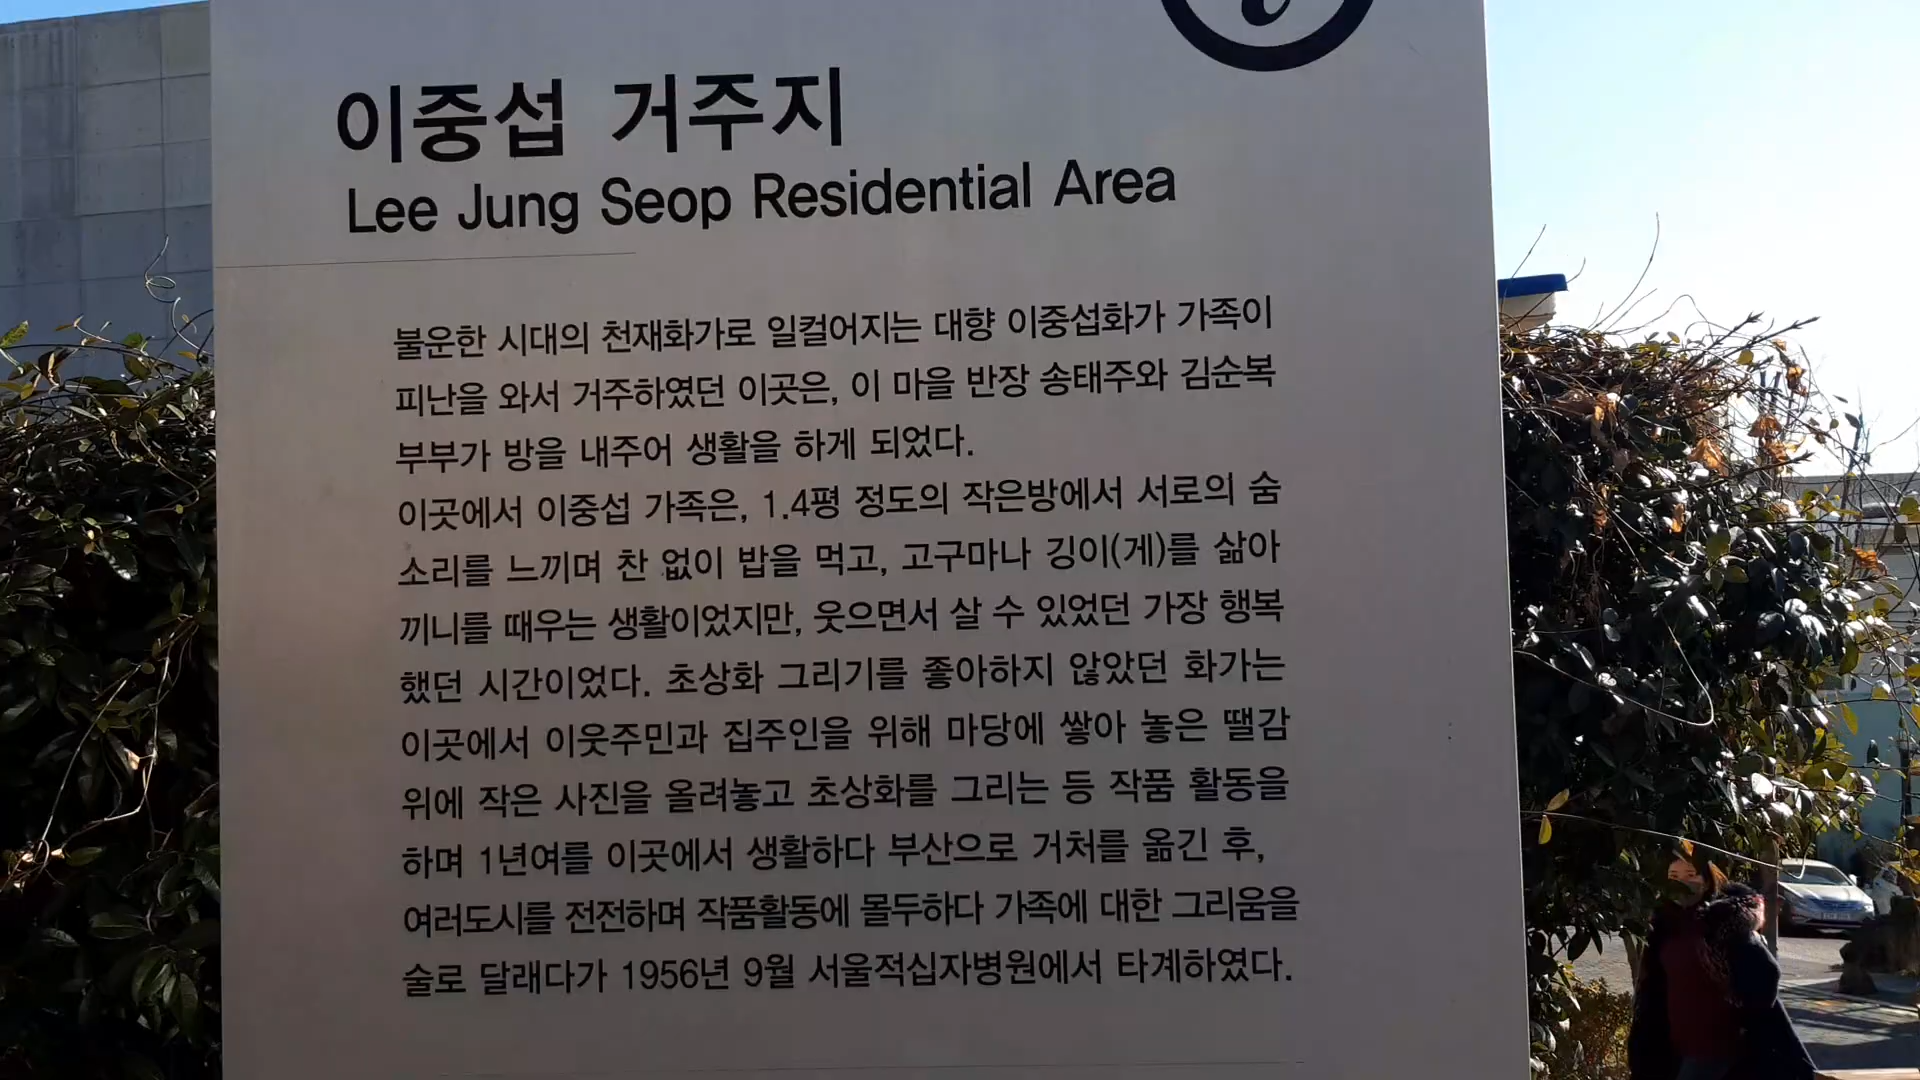 이중섭 거주지
Lee Jung Seop Residential Area
불운한 시대의 천재화가로 일컬어지는 대향 이중섭화가 가족이
피난을 와서 거주하였던 이곳은, 이 마을 반장 송태주와 김순복
부부가 방을 내주어 생활을 하게 되었다.
이곳에서 이중섭 가족은, 1.4평 정도의 작은방에서 서로의 숨
소리를 느끼며 찬 없이 밥을 먹고, 고구마나 깅이(게)를 삶아
끼니를 때우는 생활이었지만, 웃으면서 살 수 있었던 가장 행복
했던 시간이었다. 초상화 그리기를 좋아하지 않았던 화가는
이곳에서 이웃주민과 집주인을 위해 마당에 쌓아 놓은 땔감
위에 작은 사진을 올려놓고 초상화를 그리는 등 작품 활동을
하며 1년여를 이곳에서 생활하다 부산으로 거처를 옮긴 후,
여러도시를 전전하며 작품활동에 몰두하다 가족에 대한 그리움을
술로 달래다가 1956년 9월 서울적십자병원에서 타계하였다.